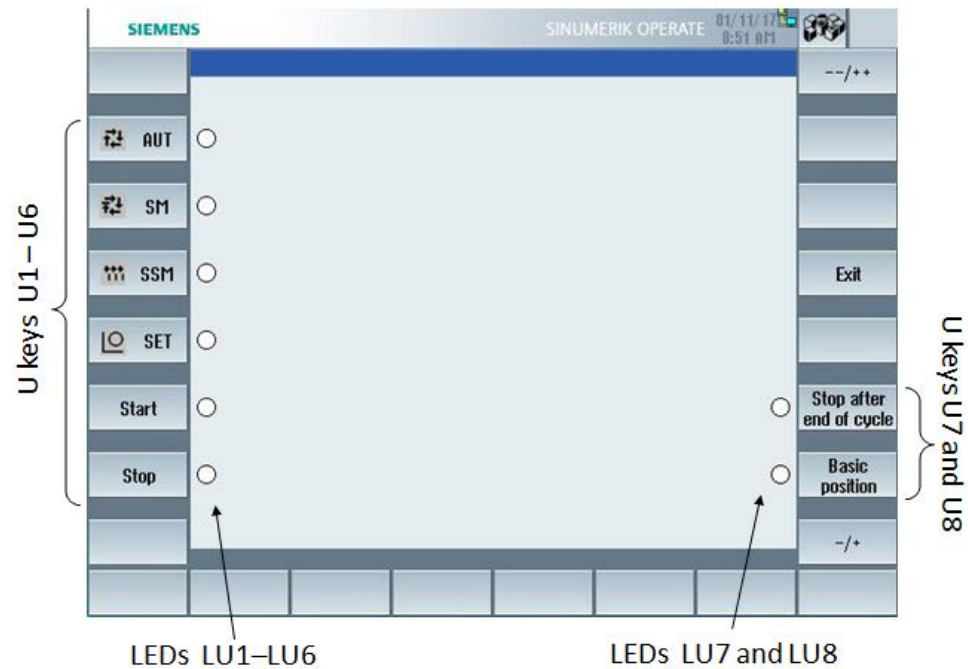 SIEMENS
SINUMERIK OPERATE
01/11/17
8:51 AM
--/++
AUT
SM
SSM
Exit
SET
Start
Stop after
end of cycle
Stop
Basic
position
-/+
U keys U1 – U6
U keys U7 and U8
LEDs LU1–LU6
LEDs LU7 and LU8